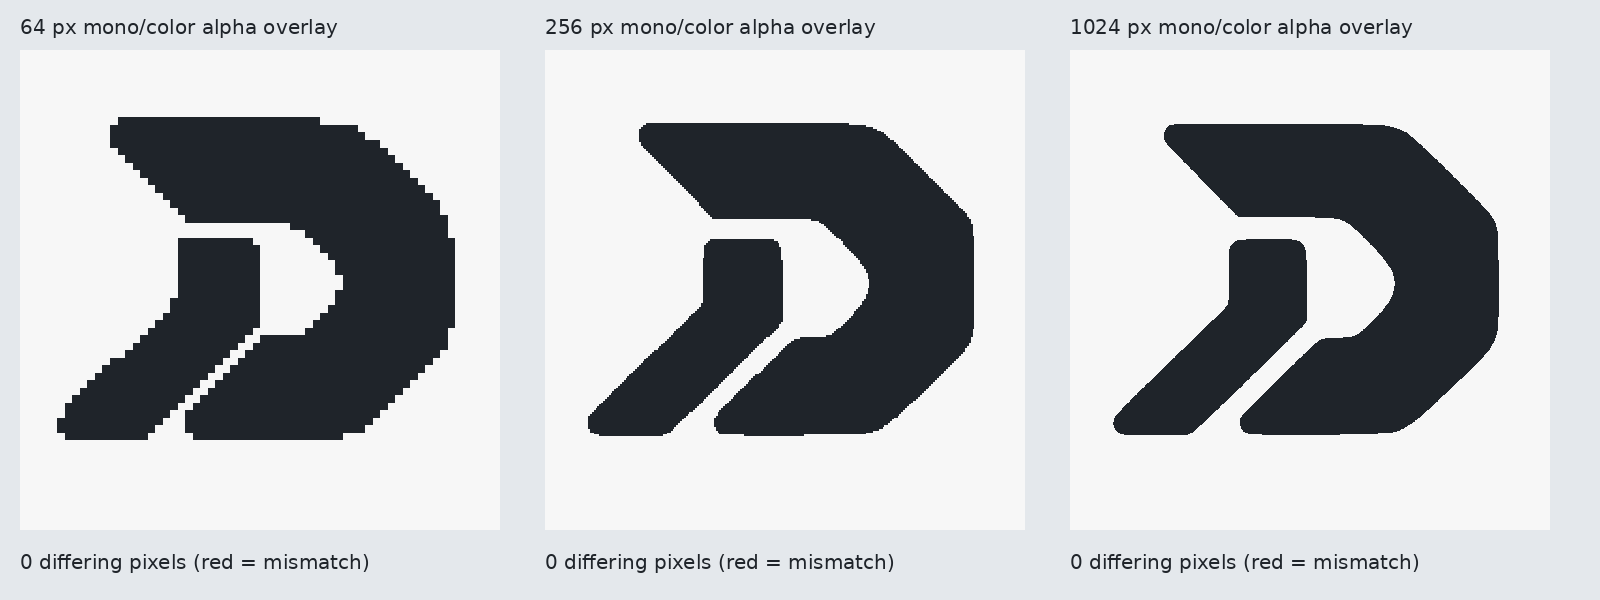 64 px mono/color alpha overlay
256 px mono/color alpha overlay
1024 px mono/color alpha overlay
0 differing pixels (red = mismatch)
0 differing pixels (red = mismatch)
0 differing pixels (red = mismatch)